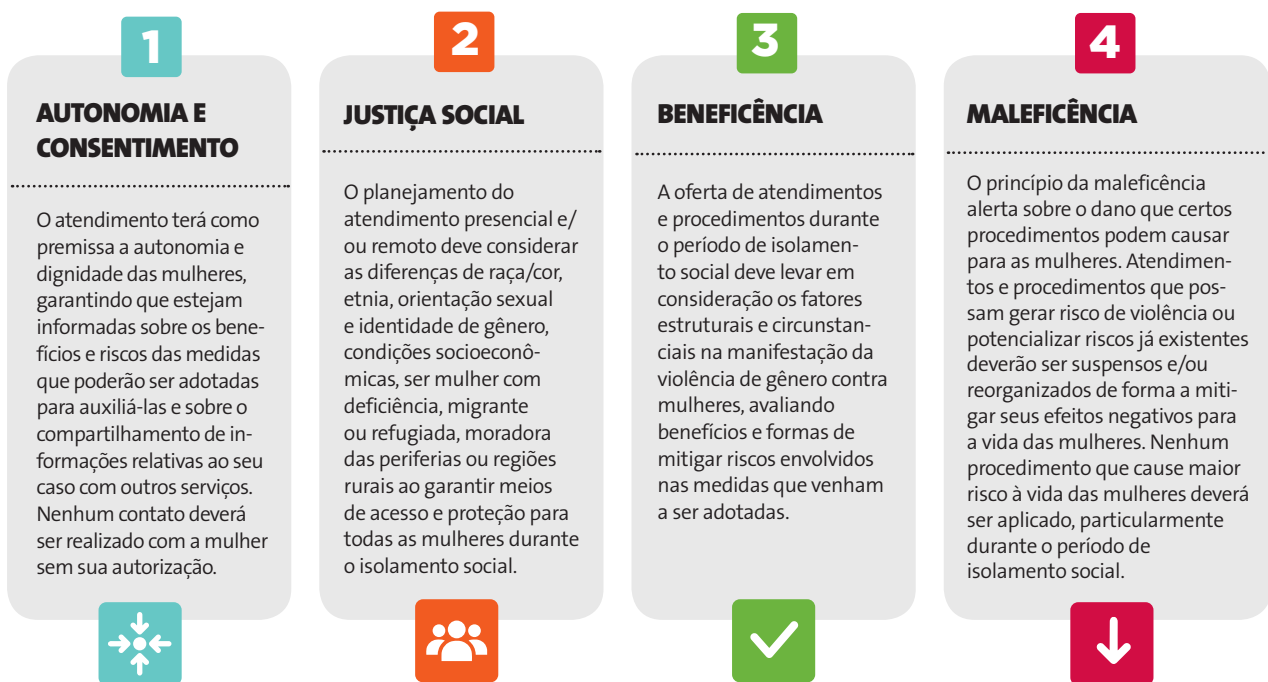 1
AUTONOMIA E
CONSENTIMENTO
O atendimento terá como
premissa a autonomia e
dignidade das mulheres,
garantindo que estejam
informadas sobre os bene-
fícios e riscos das medidas
que poderão ser adotadas
para auxiliá-las e sobre o
compartilhamento de in-
formações relativas ao seu
caso com outros serviços.
Nenhum contato deverá
ser realizado com a mulher
sem sua autorização.
2
JUSTIÇA SOCIAL
O planejamento do
atendimento presencial e/
ou remoto deve considerar
as diferenças de raça/cor,
etnia, orientação sexual
e identidade de gênero,
condições socioeconô-
micas, ser mulher com
deficiência, migrante
ou refugiada, moradora
das periferias ou regiões
rurais ao garantir meios
de acesso e proteção para
todas as mulheres durante
o isolamento social.
3
BENEFICÊNCIA
A oferta de atendimentos
e procedimentos durante
o período de isolamen-
to social deve levar em
consideração os fatores
estruturais e circunstan-
ciais na manifestação da
violência de gênero contra
mulheres, avaliando
benefícios e formas de
mitigar riscos envolvidos
nas medidas que venham
a ser adotadas.
4
MALEFICÊNCIA
O princípio da maleficência
alerta sobre o dano que certos
procedimentos podem causar
para as mulheres. Atendimen-
tos e procedimentos que pos-
sam gerar risco de violência ou
potencializar riscos já existentes
deverão ser suspensos e/ou
reorganizados de forma a miti-
gar seus efeitos negativos para
a vida das mulheres. Nenhum
procedimento que cause maior
risco à vida das mulheres deverá
ser aplicado, particularmente
durante o período de
isolamento social.